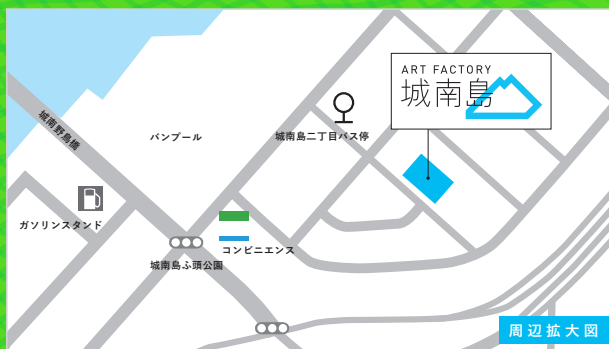 ART FACTORY
城南島
城南野鳥橋
バンプール
城南島二丁目バス停
ガソリンスタンド
コンビニエンス
城南島ふ頭公園
周辺拡大図